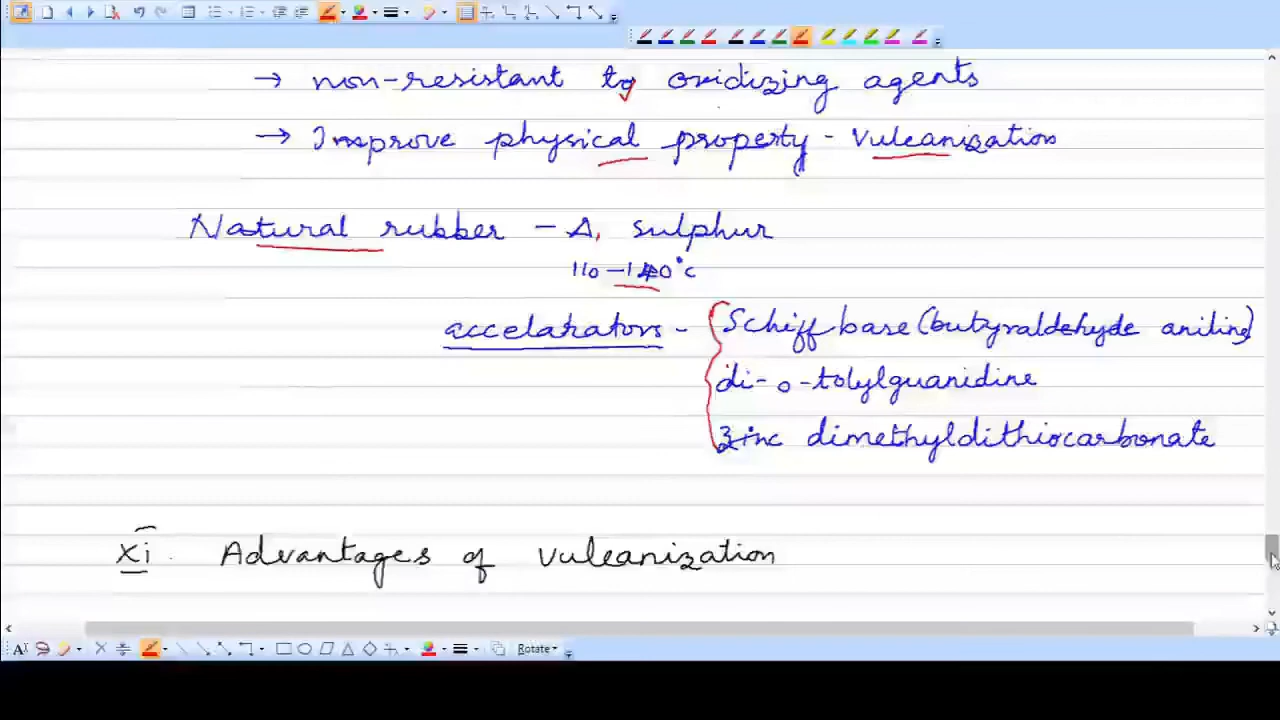 → non-resistant to oxidizing agents
→ Improve physical property - Vulcanization
Natural rubber - Δ, sulphur
110 - 140°C
accelarators - Schiff base (butyraldehyde aniline)
di-o-tolylguanidine
Zinc dimethyldithiocarbonate
xi. Advantages of vulcanization
Rotate